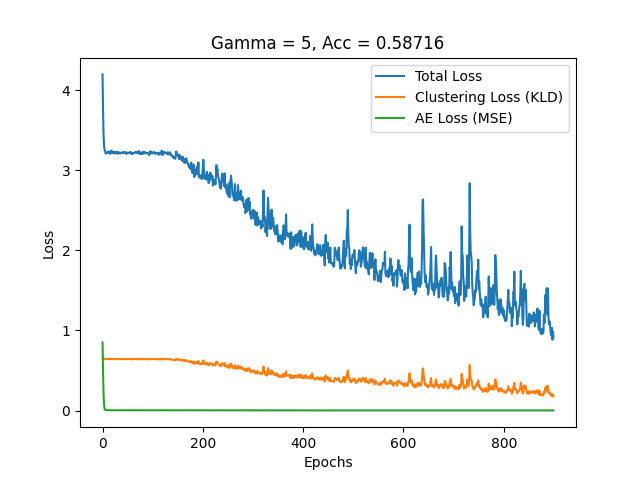 Gamma = 5, Acc = 0.58716
Total Loss
Clustering Loss (KLD)
AE Loss (MSE)
4
3
2
1
0
Loss
0 200 400 600 800
Epochs